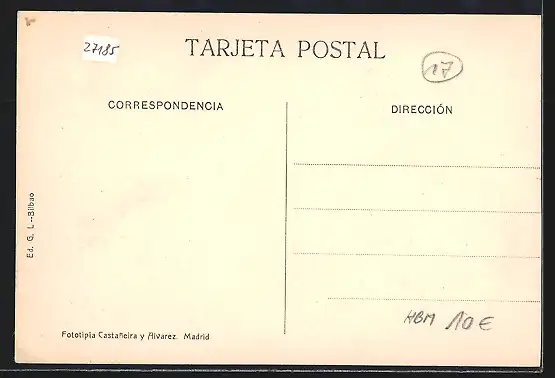 27185
TARJETA POSTAL
17
CORRESPONDENCIA
DIRECCIÓN
Ed. G. L.--Bilbao
HBM 10 €
Fototipia Castañeira y Alvarez. Madrid